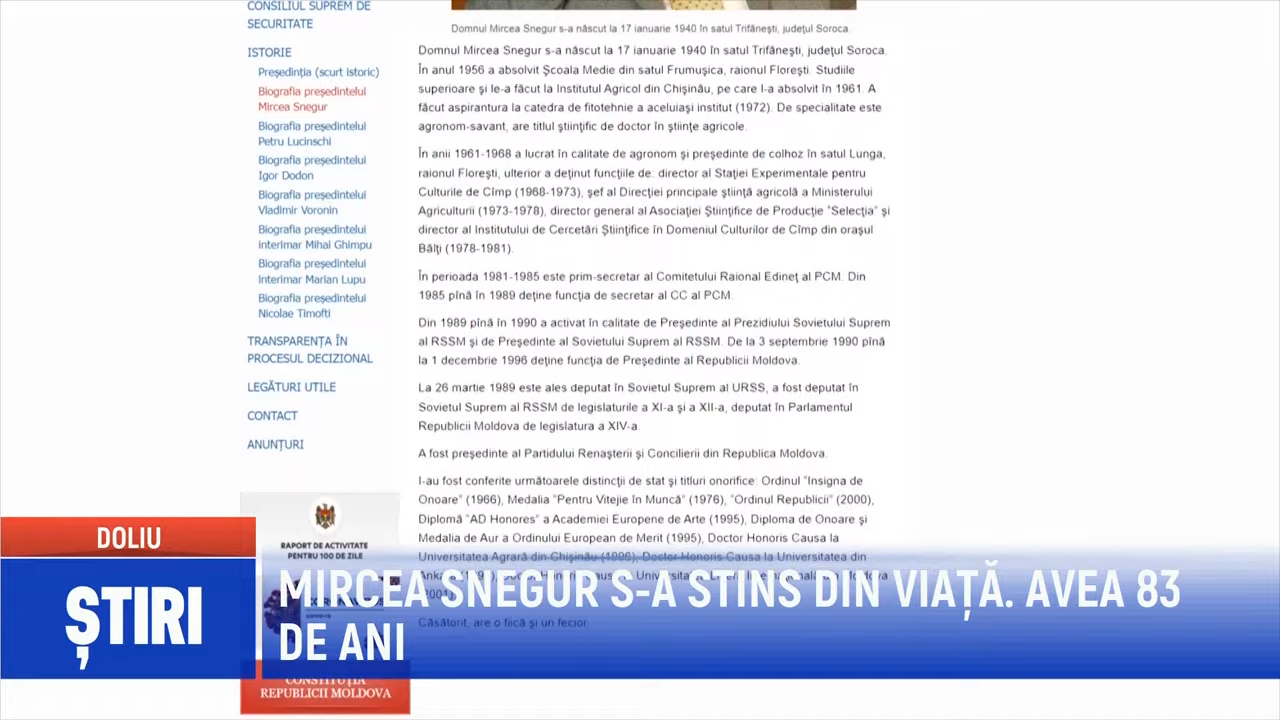 CONSILIUL SUPREM DE
SECURITATE
ISTORIE
Președinția (scurt istoric)
Biografia președintelui
Mircea Snegur
Biografia președintelui
Petru Lucinschi
Biografia președintelui
Igor Dodon
Biografia președintelui
Vladimir Voronin
Biografia președintelui
interimar Mihai Ghimpu
Biografia președintelui
interimar Marian Lupu
Biografia președintelui
Nicolae Timofti
TRANSPARENȚA ÎN
PROCESUL DECIZIONAL
LEGĂTURI UTILE
CONTACT
ANUNȚURI
RAPORT DE ACTIVITATE
PENTRU 100 DE ZILE
CONSTITUȚIA
REPUBLICII MOLDOVA
Domnul Mircea Snegur s-a născut la 17 ianuarie 1940 în satul Trifănești, județul Soroca.
Domnul Mircea Snegur s-a născut la 17 ianuarie 1940 în satul Trifănești, județul Soroca.
În anul 1956 a absolvit Școala Medie din satul Frumușica, raionul Florești. Studiile
superioare și le-a făcut la Institutul Agricol din Chișinău, pe care l-a absolvit în 1961. A
făcut aspirantura la catedra de fitotehnie a aceluiași institut (1972). De specialitate este
agronom-savant, are titlul științific de doctor în științe agricole.
În anii 1961-1968 a lucrat în calitate de agronom și președinte de colhoz în satul Lunga,
raionul Florești, ulterior a deținut funcțiile de: director al Stației Experimentale pentru
Culturile de Cîmp (1968-1973), șef al Direcției principale știință agricolă a Ministerului
Agriculturii (1973-1978), director general al Asociației Științifice de Producție "Selecția" și
director al Institutului de Cercetări Științifice în Domeniul Culturilor de Cîmp din orașul
Bălți (1978-1981).
În perioada 1981-1985 este prim-secretar al Comitetului Raional Edineț al PCM. Din
1985 pînă în 1989 deține funcția de secretar al CC al PCM.
Din 1989 pînă în 1990 a activat în calitate de Președinte al Prezidiului Sovietului Suprem
al RSSM și de Președinte al Sovietului Suprem al RSSM. De la 3 septembrie 1990 pînă
la 1 decembrie 1996 deține funcția de Președinte al Republicii Moldova.
La 26 martie 1989 este ales deputat în Sovietul Suprem al URSS, a fost deputat în
Sovietul Suprem al RSSM de legislaturile a XI-a și a XII-a, deputat în Parlamentul
Republicii Moldova de legislatura a XIV-a.
A fost președinte al Partidului Renașterii și Concilierii din Republica Moldova.
I-au fost conferite următoarele distincții de stat și titluri onorifice: Ordinul "Insigna de
Onoare" (1966), Medalia "Pentru Vitejie în Muncă" (1976), "Ordinul Republicii" (2000),
Diplomă "AD Honores" a Academiei Europene de Arte (1995), Diploma de Onoare și
Medalia de Aur a Ordinului European de Merit (1995), Doctor Honoris Causa la
Universitatea Agrară din Chișinău (1996), Doctor Honoris Causa la Universitatea din
Căsătorit, are o fiică și un fecior.
DOLIU
ȘTIRI
MIRCEA SNEGUR S-A STINS DIN VIAȚĂ. AVEA 83
DE ANI